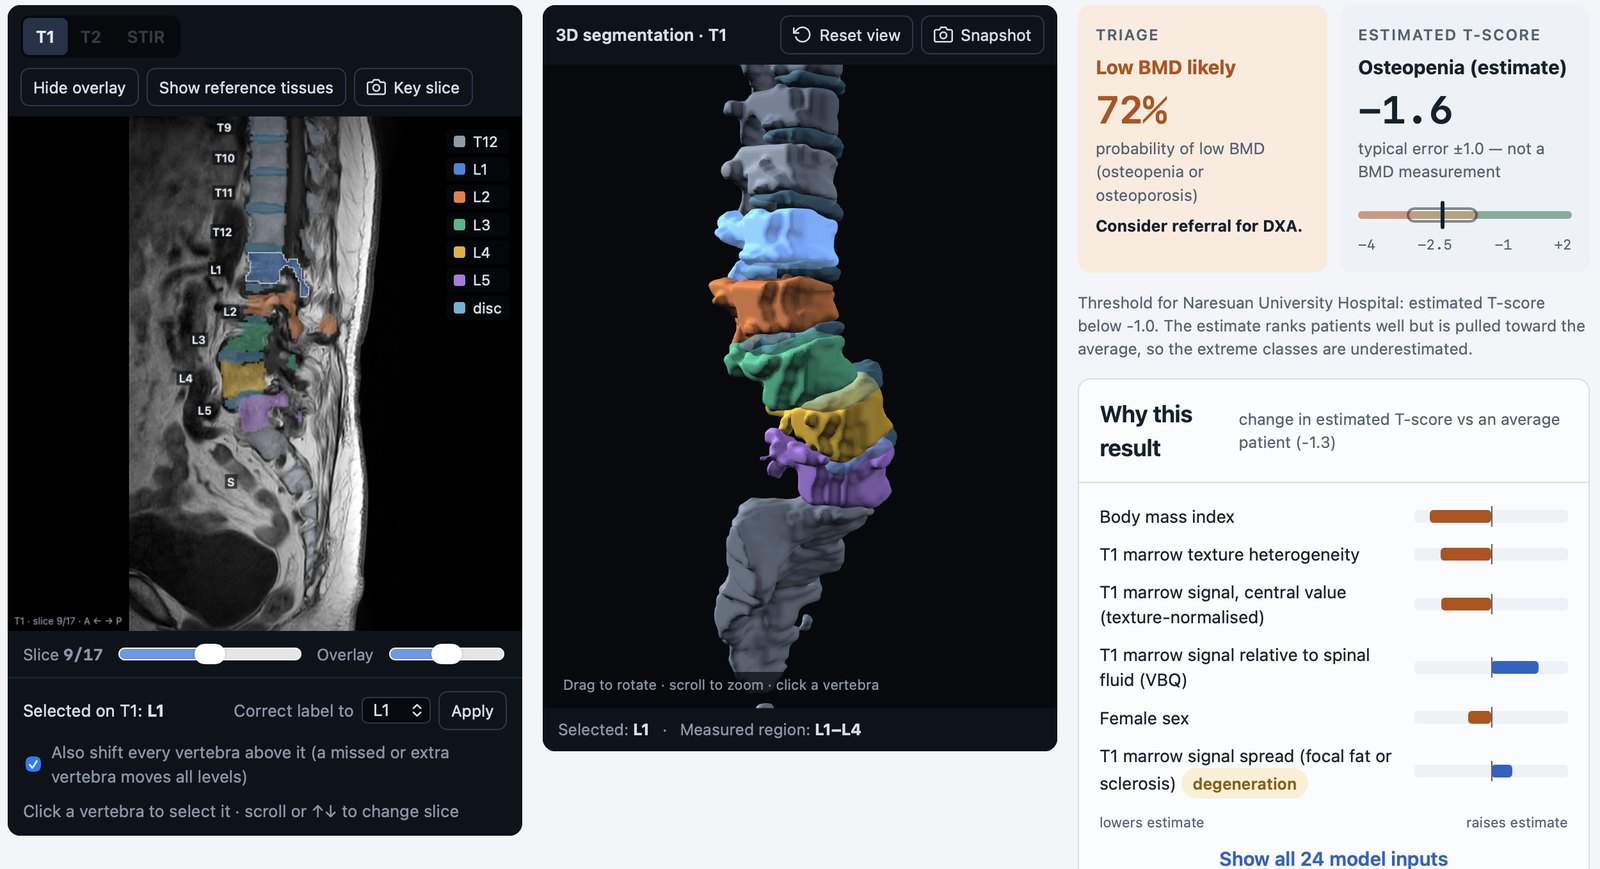 T1 T2 STIR
Hide overlay Show reference tissues Key slice
T9
T10
T11
T12
L1
L2
L3
L4
L5
S
T12
L1
L2
L3
L4
L5
disc
T1 · slice 9/17 · A ← → P
Slice 9/17 Overlay
Selected on T1: L1 Correct label to L1 Apply
Also shift every vertebra above it (a missed or extra
vertebra moves all levels)
Click a vertebra to select it · scroll or ↑↓ to change slice
3D segmentation · T1 Reset view Snapshot
Drag to rotate · scroll to zoom · click a vertebra
Selected: L1 · Measured region: L1–L4
TRIAGE
Low BMD likely
72%
probability of low BMD
(osteopenia or
osteoporosis)
Consider referral for DXA.
ESTIMATED T-SCORE
Osteopenia (estimate)
−1.6
typical error ±1.0 — not a
BMD measurement
−4 −2.5 −1 +2
Threshold for Naresuan University Hospital: estimated T-score
below -1.0. The estimate ranks patients well but is pulled toward the
average, so the extreme classes are underestimated.
Why this
result
change in estimated T-score vs an average
patient (-1.3)
Body mass index
T1 marrow texture heterogeneity
T1 marrow signal, central value
(texture-normalised)
T1 marrow signal relative to spinal
fluid (VBQ)
Female sex
T1 marrow signal spread (focal fat or
sclerosis) degeneration
lowers estimate raises estimate
Show all 24 model inputs